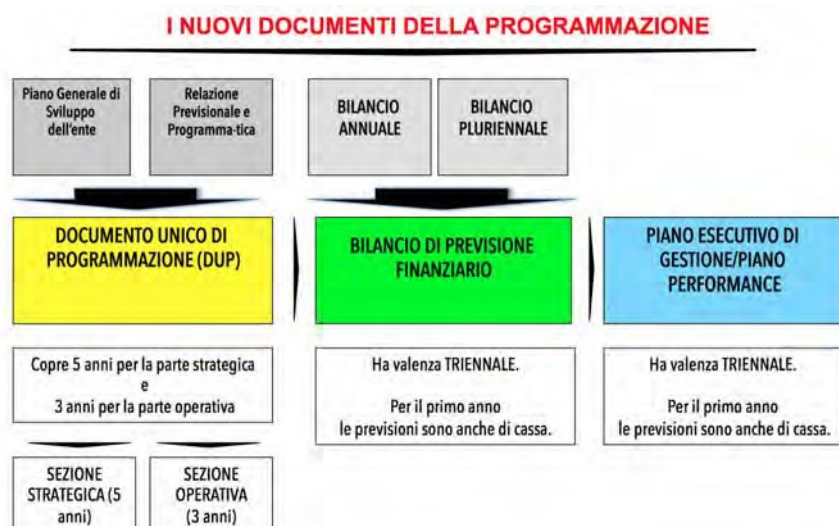 I NUOVI DOCUMENTI DELLA PROGRAMMAZIONE
Piano Generale di
Sviluppo
dell'ente
Relazione
Previsionale e
Programma-tica
BILANCIO
ANNUALE
BILANCIO
PLURIENNALE
DOCUMENTO UNICO DI
PROGRAMMAZIONE (DUP)
BILANCIO DI PREVISIONE
FINANZIARIO
PIANO ESECUTIVO DI
GESTIONE/PIANO
PERFORMANCE
Copre 5 anni per la parte strategica
e
3 anni per la parte operativa
Ha valenza TRIENNALE.
Per il primo anno
le previsioni sono anche di cassa.
Ha valenza TRIENNALE.
Per il primo anno
le previsioni sono anche di cassa.
SEZIONE
STRATEGICA (5
anni)
SEZIONE
OPERATIVA
(3 anni)